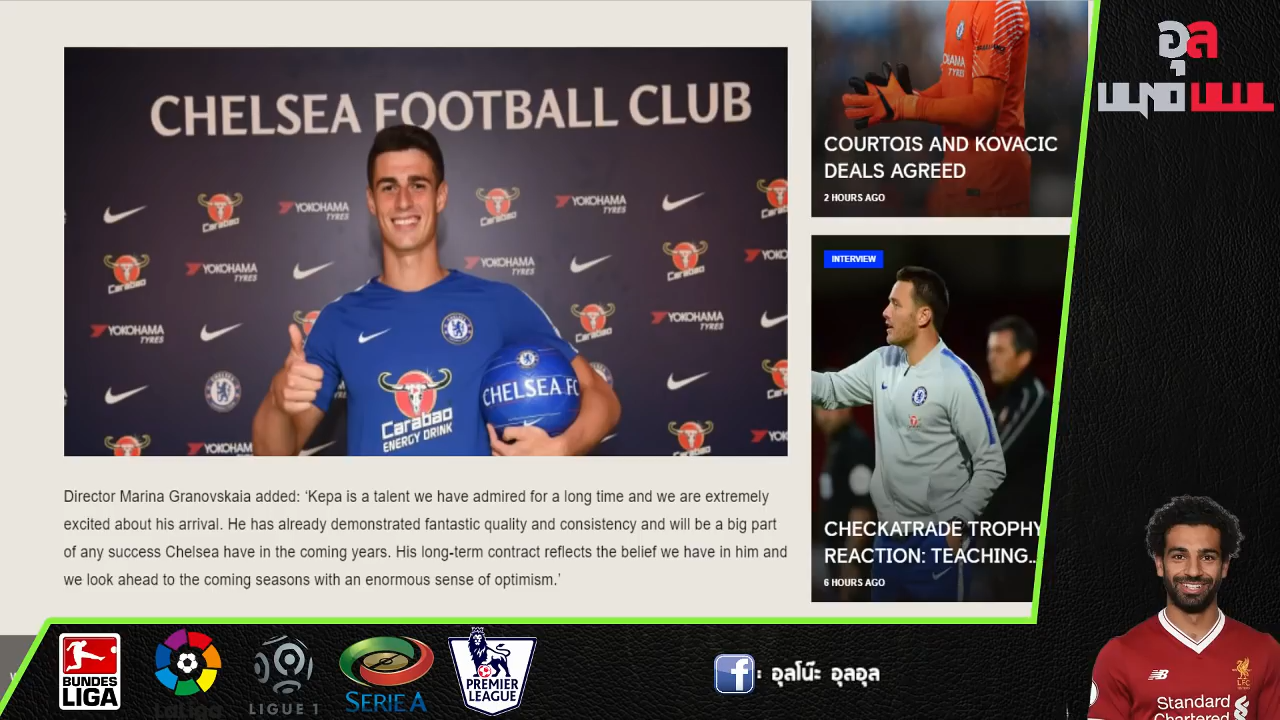 CHELSEA FOOTBALL CLUB
YOKOHAMA TYRES
Carabao
CHELSEA FC
Carabao
ENERGY DRINK
Director Marina Granovskaia added: ‘Kepa is a talent we have admired for a long time and we are extremely
excited about his arrival. He has already demonstrated fantastic quality and consistency and will be a big part
of any success Chelsea have in the coming years. His long-term contract reflects the belief we have in him and
we look ahead to the coming seasons with an enormous sense of optimism.’
COURTOIS AND KOVACIC
DEALS AGREED
2 HOURS AGO
INTERVIEW
CHECKATRADE TROPHY
REACTION: TEACHING...
6 HOURS AGO
อุล
BUNDES
LIGA
LaLiga
LIGUE 1
SERIE A
PREMIER
LEAGUE
f : อุลโน๊ะ อุลอุล
Standard
Chartered